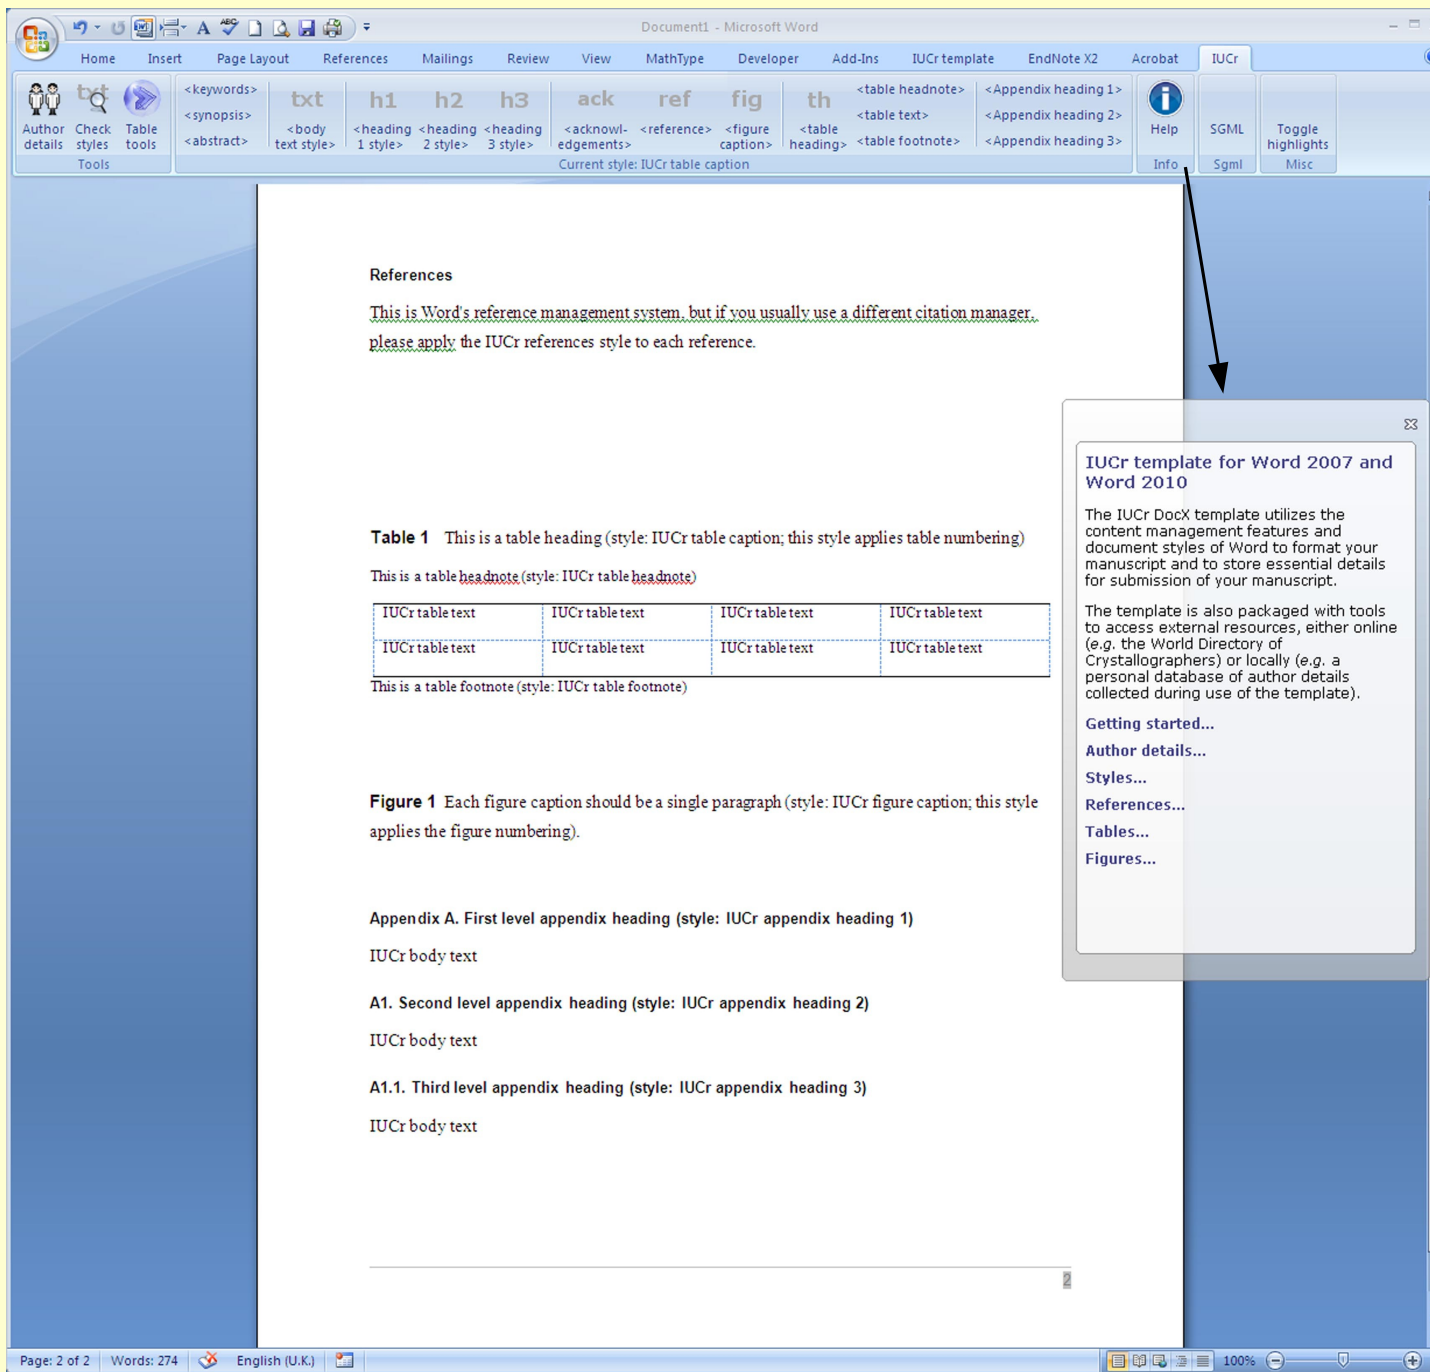 Document1 - Microsoft Word
Home Insert Page Layout References Mailings Review View MathType Developer Add-Ins IUCr template EndNote X2 Acrobat IUCr
Author details
Check styles
Table tools
Tools
<keywords>
<synopsis>
<abstract>
txt
<body text style>
h1
<heading 1 style>
h2
<heading 2 style>
h3
<heading 3 style>
ack
<acknowl-
edgements>
ref
<reference>
fig
<figure caption>
th
<table heading>
<table headnote>
<table text>
<table footnote>
<Appendix heading 1>
<Appendix heading 2>
<Appendix heading 3>
Current style: IUCr table caption
Help
Info
SGML
Sgml
Toggle highlights
Misc
References
This is Word's reference management system, but if you usually use a different citation manager,
please apply the IUCr references style to each reference.
Table 1 This is a table heading (style: IUCr table caption; this style applies table numbering)
This is a table headnote (style: IUCr table headnote)
IUCr table text IUCr table text IUCr table text IUCr table text
IUCr table text IUCr table text IUCr table text IUCr table text
This is a table footnote (style: IUCr table footnote)
Figure 1 Each figure caption should be a single paragraph (style: IUCr figure caption; this style
applies the figure numbering).
Appendix A. First level appendix heading (style: IUCr appendix heading 1)
IUCr body text
A1. Second level appendix heading (style: IUCr appendix heading 2)
IUCr body text
A1.1. Third level appendix heading (style: IUCr appendix heading 3)
IUCr body text
2
IUCr template for Word 2007 and
Word 2010
The IUCr DocX template utilizes the
content management features and
document styles of Word to format your
manuscript and to store essential details
for submission of your manuscript.
The template is also packaged with tools
to access external resources, either online
(e.g. the World Directory of
Crystallographers) or locally (e.g. a
personal database of author details
collected during use of the template).
Getting started...
Author details...
Styles...
References...
Tables...
Figures...
Page: 2 of 2 Words: 274 English (U.K.) 100%